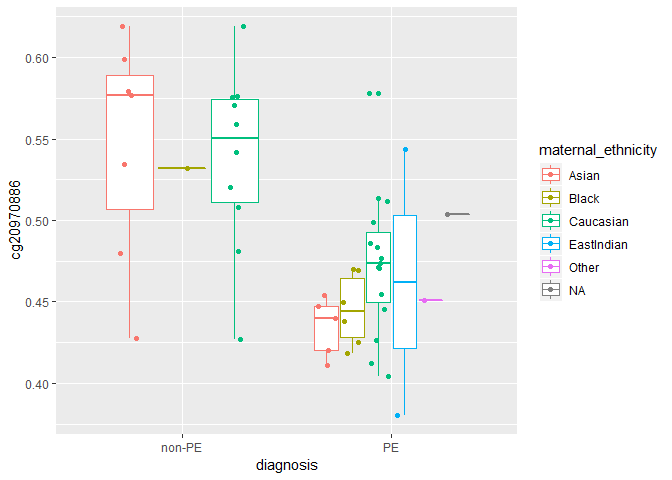 cg20970886
0.60
0.55
0.50
0.45
0.40
non-PE
PE
diagnosis
maternal_ethnicity
Asian
Black
Caucasian
EastIndian
Other
NA